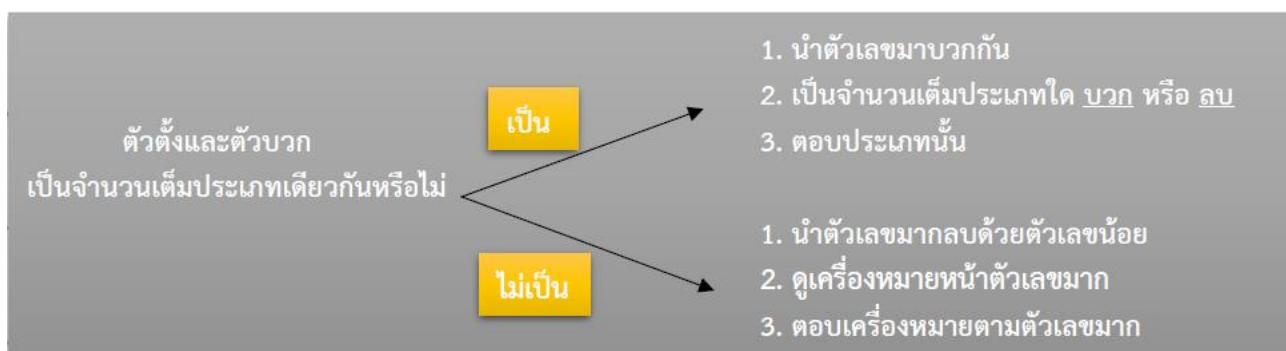 ตัวตั้งและตัวบวก
เป็นจำนวนเต็มประเภทเดียวกันหรือไม่
เป็น
1. นำตัวเลขมาบวกกัน
2. เป็นจำนวนเต็มประเภทใด บวก หรือ ลบ
3. ตอบประเภทนั้น
ไม่เป็น
1. นำตัวเลขมากลบด้วยตัวเลขน้อย
2. ดูเครื่องหมายหน้าตัวเลขมาก
3. ตอบเครื่องหมายตามตัวเลขมาก